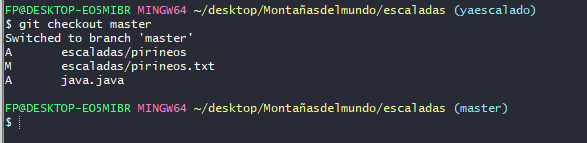 FP@DESKTOP-EO5MIBR MINGW64 ~/desktop/Montañasdelmundo/escaladas (yaescalado)
$ git checkout master
Switched to branch 'master'
A       escaladas/pirineos
M       escaladas/pirineos.txt
A       java.java
FP@DESKTOP-EO5MIBR MINGW64 ~/desktop/Montañasdelmundo/escaladas (master)
$